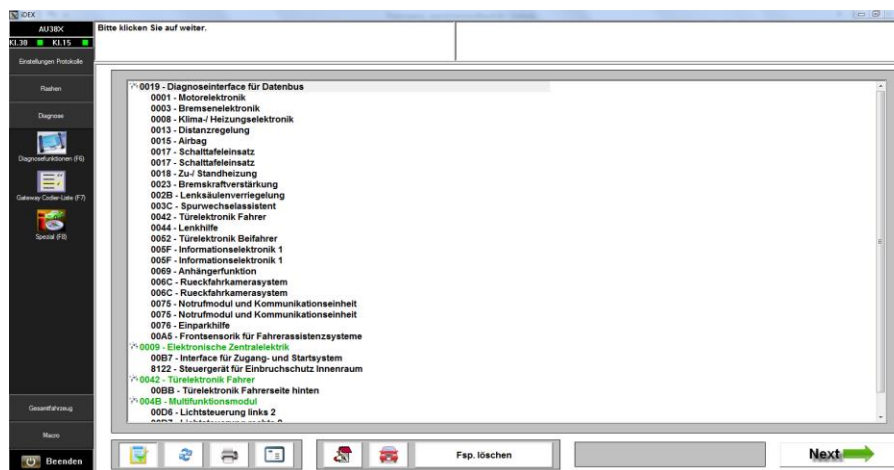 iDEX
AU38X
Kl.30 Kl.15
Einstellungen Protokolle
Flashen
Diagnose
Diagnosefunktionen (F6)
Gateway Codier-Liste (F7)
Spezial (F8)
Gesamtfahrzeug
Macro
Beenden
Bitte klicken Sie auf weiter.
0019 - Diagnoseinterface für Datenbus
0001 - Motorelektronik
0003 - Bremsenelektronik
0008 - Klima-/ Heizungselektronik
0013 - Distanzregelung
0015 - Airbag
0017 - Schalttafeleinsatz
0017 - Schalttafeleinsatz
0018 - Zu-/ Standheizung
0023 - Bremskraftverstärkung
002B - Lenksäulenverriegelung
003C - Spurwechselassistent
0042 - Türelektronik Fahrer
0044 - Lenkhilfe
0052 - Türelektronik Beifahrer
005F - Informationselektronik 1
005F - Informationselektronik 1
0069 - Anhängerfunktion
006C - Rueckfahrkamerasystem
006C - Rueckfahrkamerasystem
0075 - Notrufmodul und Kommunikationseinheit
0075 - Notrufmodul und Kommunikationseinheit
0076 - Einparkhilfe
00A5 - Frontsensorik für Fahrerassistenzsysteme
0009 - Elektronische Zentralelektrik
00B7 - Interface für Zugang- und Startsystem
8122 - Steuergerät für Einbruchschutz Innenraum
0042 - Türelektronik Fahrer
00BB - Türelektronik Fahrerseite hinten
004B - Multifunktionsmodul
00D6 - Lichtsteuerung links 2
00D7 - Lichtsteuerung rechts 2
Fsp. löschen
Next